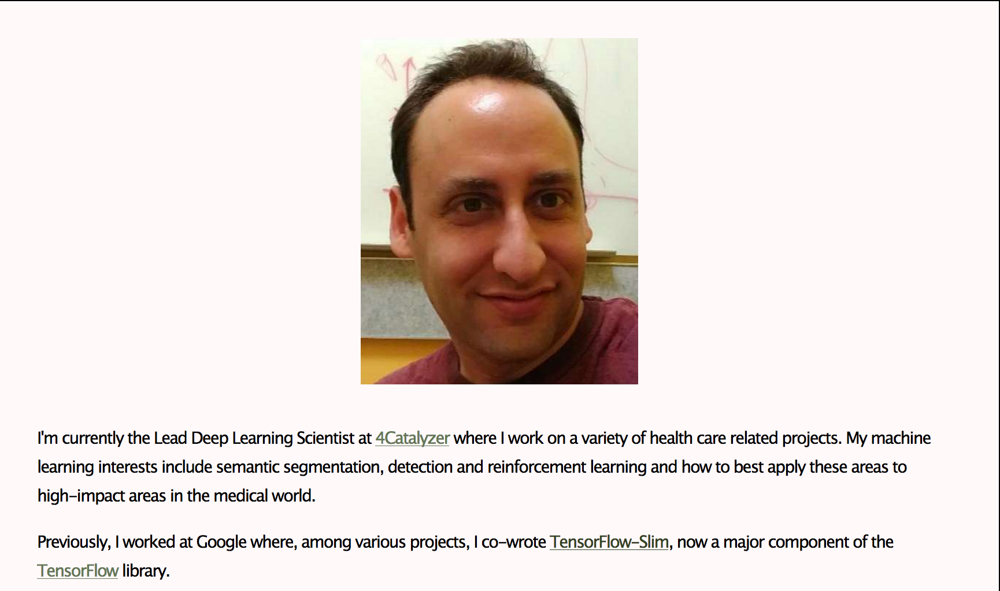 I'm currently the Lead Deep Learning Scientist at 4Catalyzer where I work on a variety of health care related projects. My machine
learning interests include semantic segmentation, detection and reinforcement learning and how to best apply these areas to
high-impact areas in the medical world.
Previously, I worked at Google where, among various projects, I co-wrote TensorFlow-Slim, now a major component of the
TensorFlow library.